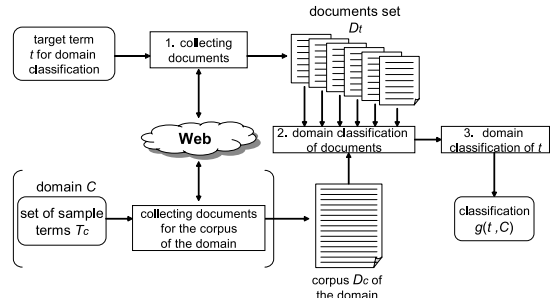 target term
t for domain
classification
1. collecting
documents
documents set
Dt
Web
2. domain classification
of documents
3. domain
classification of t
domain C
set of sample
terms Tc
collecting documents
for the corpus
of the domain
corpus Dc of
the domain
classification
g(t ,C)